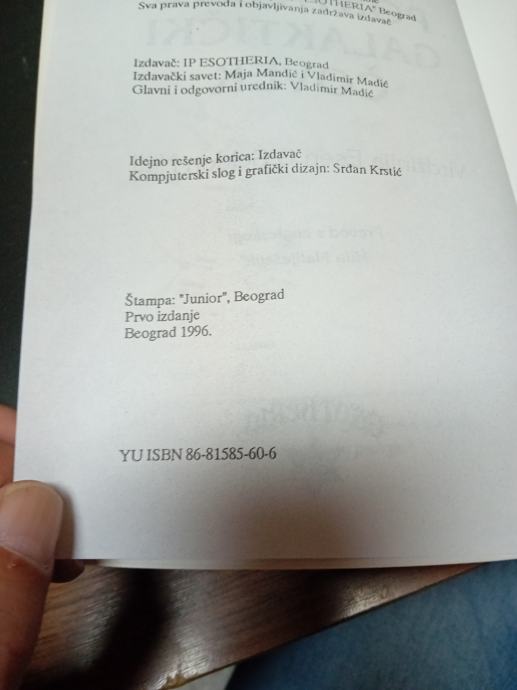 ESOTHERIA" Beograd
Sva prava prevoda i objavljivanja zadržava izdavač
Izdavač: IP ESOTHERIA, Beograd
Izdavački savet: Maja Mandić i Vladimir Madić
Glavni i odgovorni urednik: Vladimir Madić
Idejno rešenje korica: Izdavač
Kompjuterski slog i grafički dizajn: Srđan Krstić
Štampa: "Junior", Beograd
Prvo izdanje
Beograd 1996.
YU ISBN 86-81585-60-6